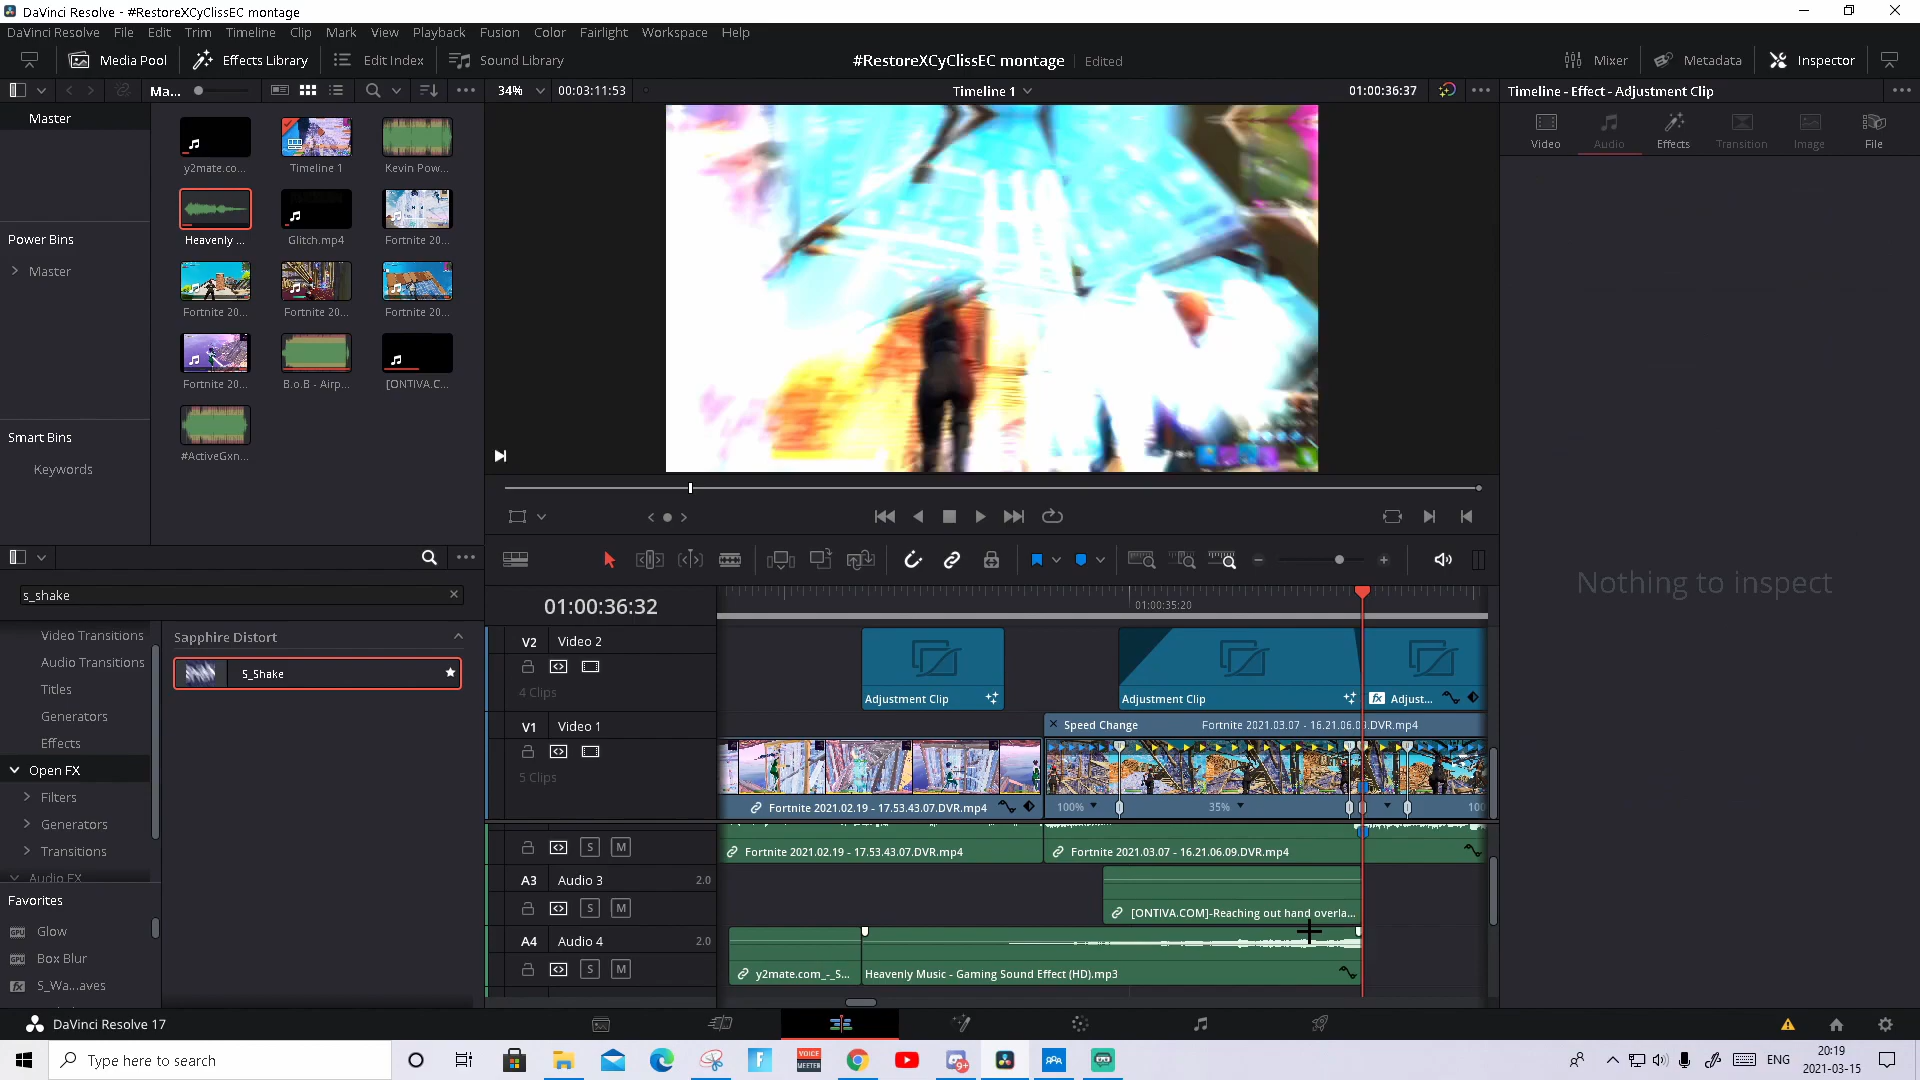 DaVinci Resolve - #RestoreXCyClissEC montage
DaVinci Resolve File Edit Trim Timeline Clip Mark View Playback Fusion Color Fairlight Workspace Help
Media Pool Effects Library Edit Index Sound Library #RestoreXCyClissEC montage Edited Mixer Metadata Inspector
Ma... 34% 00:03:11:53 Timeline 1 01:00:36:37 Timeline - Effect - Adjustment Clip
Master
Video Audio Effects Transition Image File
y2mate.co... Timeline 1 Kevin Pow...
Power Bins
Heavenly ... Glitch.mp4 Fortnite 20...
Master
Fortnite 20... Fortnite 20... Fortnite 20...
Fortnite 20... B.o.B - Airp... [ONTIVA.C...
Smart Bins
Keywords
#ActiveGxn...
Nothing to inspect
s_shake
01:00:36:32
01:00:35:20
Video Transitions
Audio Transitions
Titles
Generators
Effects
Open FX
Filters
Generators
Transitions
Audio FX
Favorites
Glow
Box Blur
S_Wa...aves
Sapphire Distort
S_Shake
V2 Video 2
4 Clips
Adjustment Clip Adjustment Clip fx Adjust...
V1 Video 1
5 Clips
Speed Change Fortnite 2021.03.07 - 16.21.06.09.DVR.mp4
Fortnite 2021.02.19 - 17.53.43.07.DVR.mp4 100% 35% 100
S M
Fortnite 2021.02.19 - 17.53.43.07.DVR.mp4 Fortnite 2021.03.07 - 16.21.06.09.DVR.mp4
A3 Audio 3 2.0
S M
[ONTIVA.COM]-Reaching out hand overla...
A4 Audio 4 2.0
S M
y2mate.com_-_S... Heavenly Music - Gaming Sound Effect (HD).mp3
DaVinci Resolve 17
Type here to search
VOICE MEETER
ENG
20:19
2021-03-15